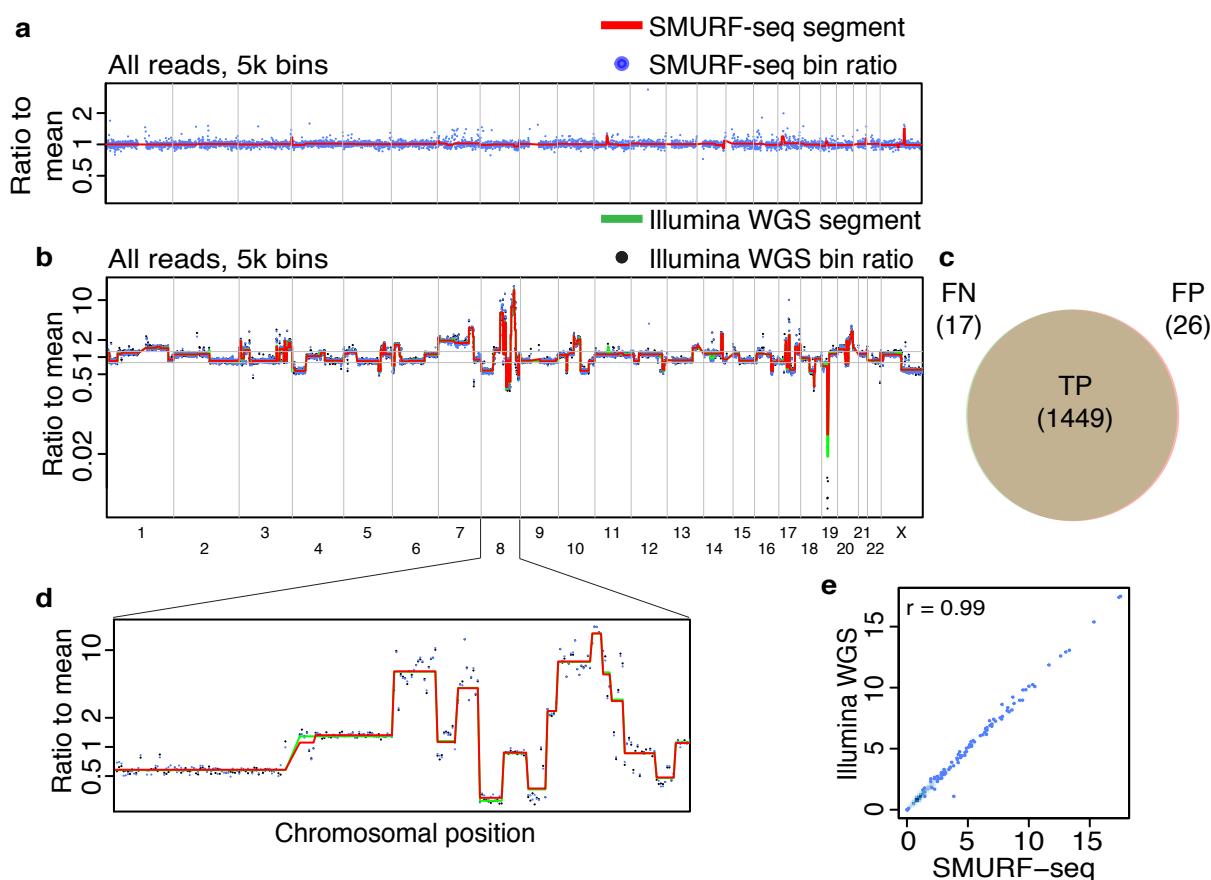 a
SMURF-seq segment
SMURF-seq bin ratio
All reads, 5k bins
Ratio to
mean
2
1
0.5
Illumina WGS segment
Illumina WGS bin ratio
b
All reads, 5k bins
Ratio to mean
10
2
1
0.5
0.02
1 2 3 4 5 6 7 8 9 10 11 12 13 14 15 16 17 18 19 20 21 22 X
c
FN
(17)
FP
(26)
TP
(1449)
d
Ratio to mean
10
2
1
0.5
Chromosomal position
e
r = 0.99
Illumina WGS
15
10
5
0
0 5 10 15
SMURF-seq